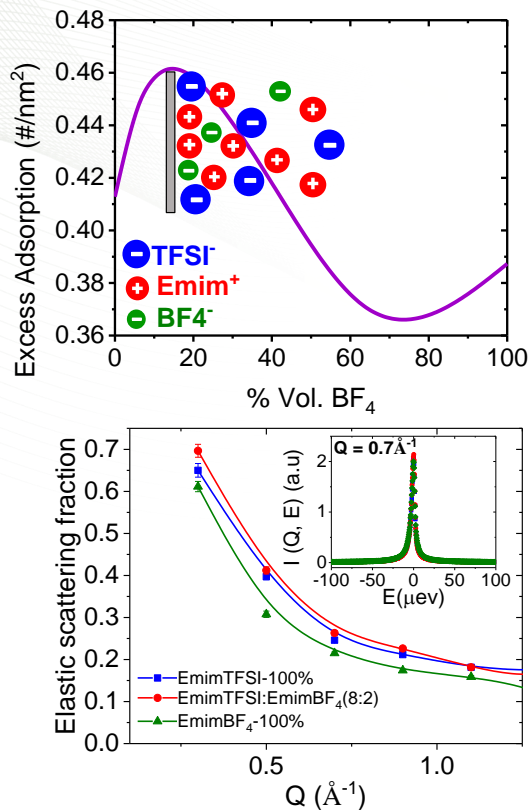 Excess Adsorption (#/nm²)
0.46
0.44
0.42
0.40
0.38
0.36
TFSI⁻
Emim⁺
BF4⁻
0 20 40 60 80 100
% Vol. BF₄
Elastic scattering fraction
0.7
0.6
0.5
0.4
0.3
0.2
0.1
0.0
Q = 0.7Å⁻¹
I (Q, E) (a.u)
2
1
0
-100 -50 0 50 100
E(μev)
EmimTFSI-100%
EmimTFSI:EmimBF₄(8:2)
EmimBF₄-100%
0.5 1.0
Q (Å⁻¹)